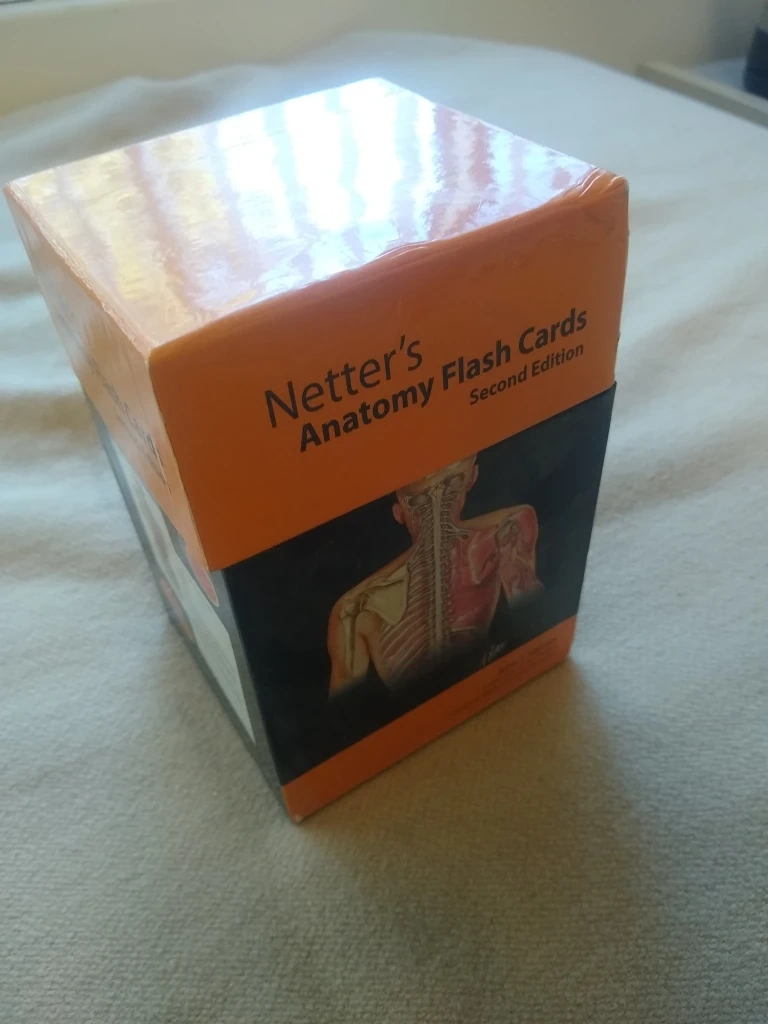 Netter's
Anatomy Flash Cards
Second Edition